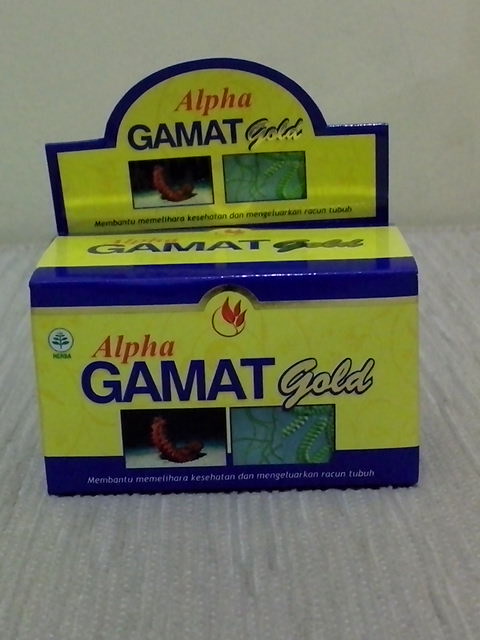 Alpha
GAMAT Gold
Membantu memelihara kesehatan dan mengeluarkan racun tubuh
Alpha
GAMAT Gold
HERBA
Alpha
GAMAT Gold
Membantu memelihara kesehatan dan mengeluarkan racun tubuh